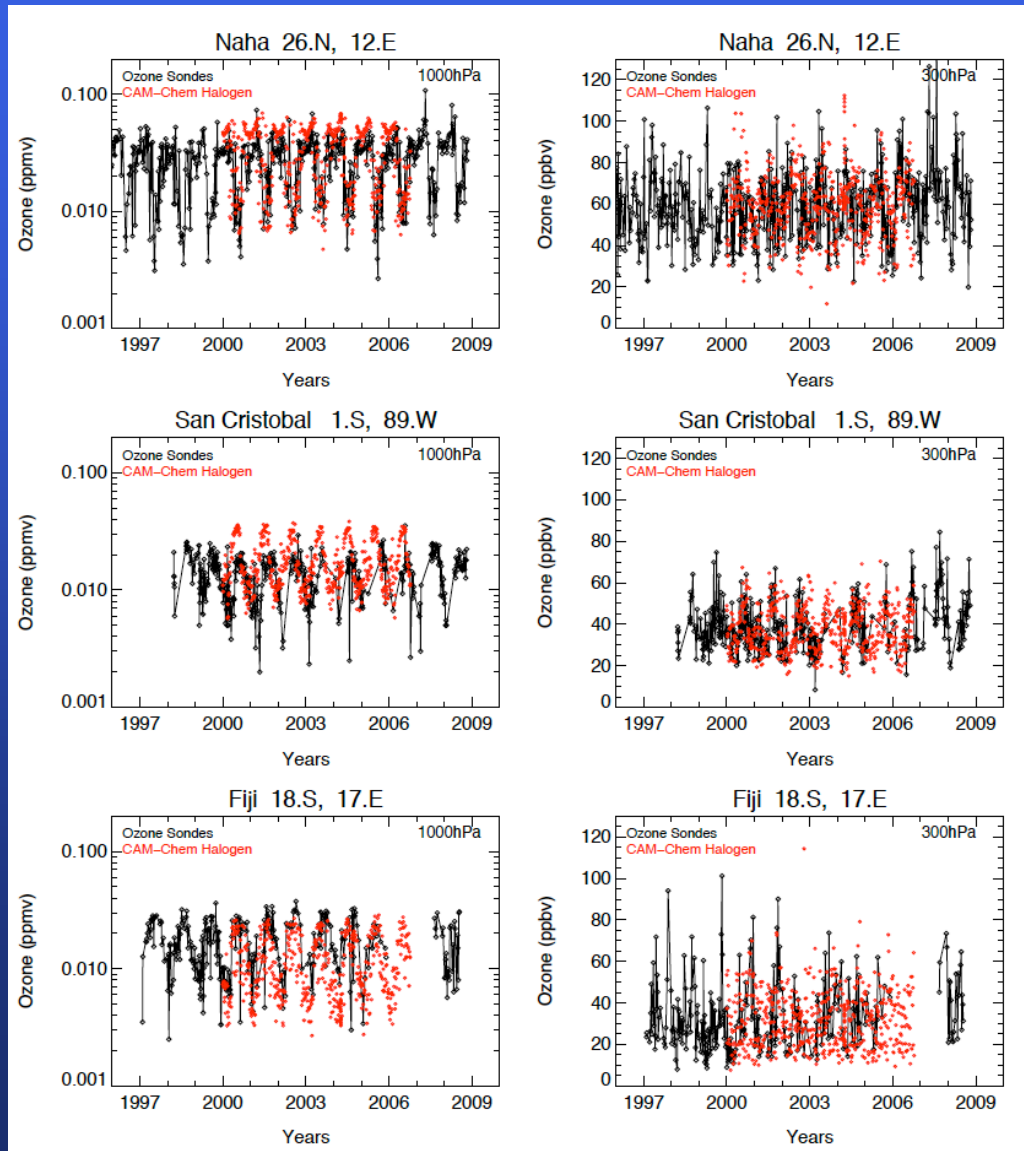 Naha 26.N, 12.E
Ozone Sondes
CAM-Chem Halogen
1000hPa
0.100
0.010
0.001
Ozone (ppmv)
1997 2000 2003 2006 2009
Years
Naha 26.N, 12.E
Ozone Sondes
CAM-Chem Halogen
300hPa
120
100
80
60
40
20
0
Ozone (ppbv)
1997 2000 2003 2006 2009
Years
San Cristobal 1.S, 89.W
Ozone Sondes
CAM-Chem Halogen
1000hPa
0.100
0.010
0.001
Ozone (ppmv)
1997 2000 2003 2006 2009
Years
San Cristobal 1.S, 89.W
Ozone Sondes
CAM-Chem Halogen
300hPa
120
100
80
60
40
20
0
Ozone (ppbv)
1997 2000 2003 2006 2009
Years
Fiji 18.S, 17.E
Ozone Sondes
CAM-Chem Halogen
1000hPa
0.100
0.010
0.001
Ozone (ppmv)
1997 2000 2003 2006 2009
Years
Fiji 18.S, 17.E
Ozone Sondes
CAM-Chem Halogen
300hPa
120
100
80
60
40
20
0
Ozone (ppbv)
1997 2000 2003 2006 2009
Years